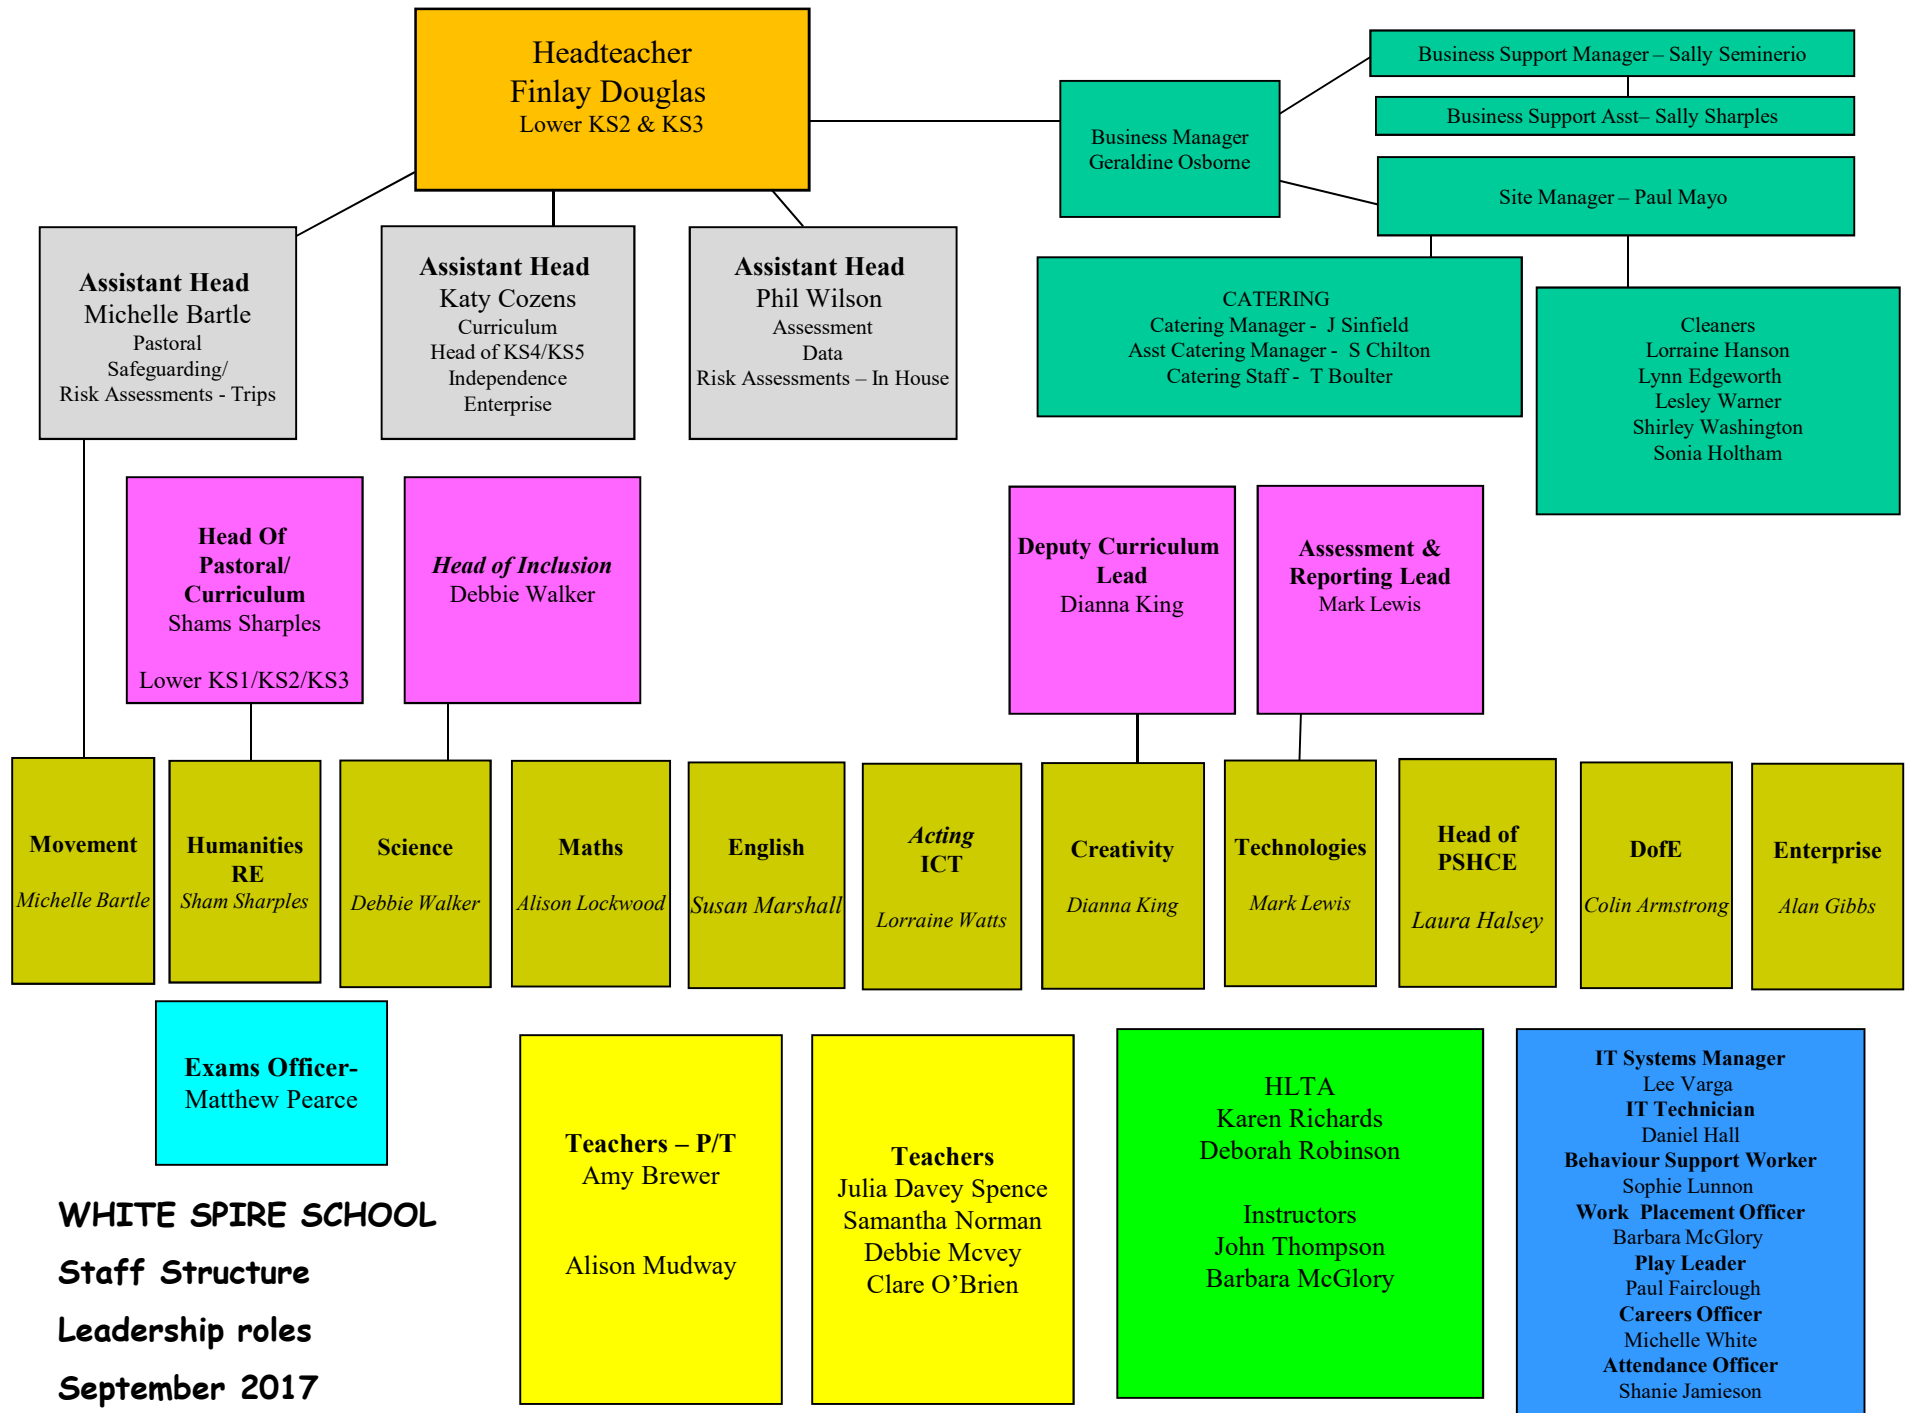 Headteacher
Finlay Douglas
Lower KS2 & KS3
Business Manager
Geraldine Osborne
Business Support Manager – Sally Seminerio
Business Support Asst– Sally Sharples
Site Manager – Paul Mayo
Assistant Head
Michelle Bartle
Pastoral
Safeguarding/
Risk Assessments - Trips
Assistant Head
Katy Cozens
Curriculum
Head of KS4/KS5
Independence
Enterprise
Assistant Head
Phil Wilson
Assessment
Data
Risk Assessments – In House
CATERING
Catering Manager - J Sinfield
Asst Catering Manager - S Chilton
Catering Staff - T Boulter
Cleaners
Lorraine Hanson
Lynn Edgeworth
Lesley Warner
Shirley Washington
Sonia Holtham
Head Of
Pastoral/
Curriculum
Shams Sharples
Lower KS1/KS2/KS3
Head of Inclusion
Debbie Walker
Deputy Curriculum
Lead
Dianna King
Assessment &
Reporting Lead
Mark Lewis
Movement
Michelle Bartle
Humanities
RE
Sham Sharples
Science
Debbie Walker
Maths
Alison Lockwood
English
Susan Marshall
Acting
ICT
Lorraine Watts
Creativity
Dianna King
Technologies
Mark Lewis
Head of
PSHCE
Laura Halsey
DofE
Colin Armstrong
Enterprise
Alan Gibbs
Exams Officer-
Matthew Pearce
Teachers – P/T
Amy Brewer
Alison Mudway
Teachers
Julia Davey Spence
Samantha Norman
Debbie Mcvey
Clare O’Brien
HLTA
Karen Richards
Deborah Robinson
Instructors
John Thompson
Barbara McGlory
IT Systems Manager
Lee Varga
IT Technician
Daniel Hall
Behaviour Support Worker
Sophie Lunnon
Work Placement Officer
Barbara McGlory
Play Leader
Paul Fairclough
Careers Officer
Michelle White
Attendance Officer
Shanie Jamieson
WHITE SPIRE SCHOOL
Staff Structure
Leadership roles
September 2017